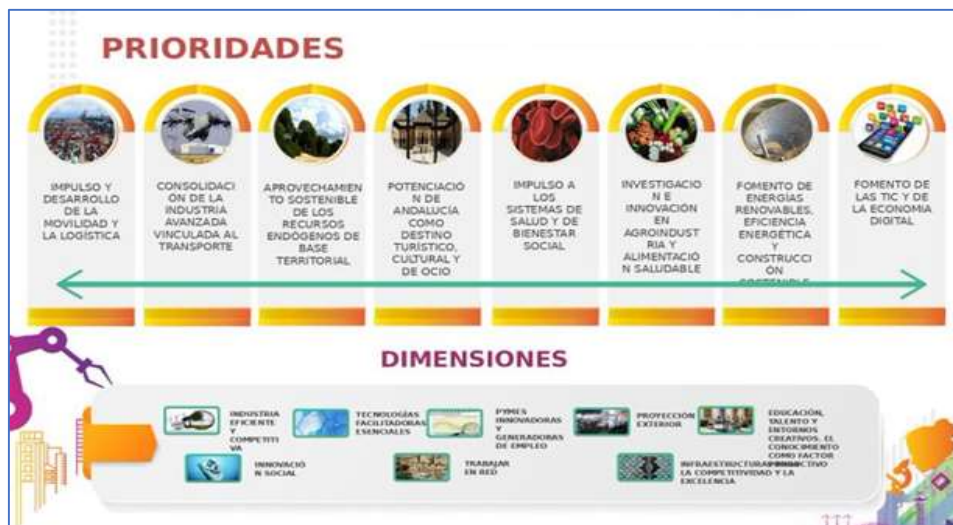 PRIORIDADES
IMPULSO Y
DESARROLLO
DE LA
MOVILIDAD Y
LA LOGÍSTICA
CONSOLIDACI
ÓN DE LA
INDUSTRIA
AVANZADA
VINCULADA AL
TRANSPORTE
APROVECHAMIEN
TO SOSTENIBLE
DE LOS
RECURSOS
ENDÓGENOS DE
BASE
TERRITORIAL
POTENCIACIÓ
N DE
ANDALUCÍA
COMO
DESTINO
TURÍSTICO,
CULTURAL Y
DE OCIO
IMPULSO A
LOS
SISTEMAS DE
SALUD Y DE
BIENESTAR
SOCIAL
INVESTIGACIO
N E
INNOVACIÓN
EN
AGROINDUST
RIA Y
ALIMENTACIÓ
N SALUDABLE
FOMENTO DE
ENERGÍAS
RENOVABLES,
EFICIENCIA
ENERGÉTICA
Y
CONSTRUCCI
ÓN
SOSTENIBLE
FOMENTO DE
LAS TIC Y DE
LA ECONOMIA
DIGITAL
DIMENSIONES
INDUSTRIA
EFICIENTE
Y
COMPETITI
VA
TECNOLOGÍAS
FACILITADORAS
ESENCIALES
PYMES
INNOVADORAS
Y
GENERADORAS
DE EMPLEO
PROYECCIÓN
EXTERIOR
EDUCACIÓN,
TALENTO Y
ENTORNOS
CREATIVOS: EL
CONOCIMIENTO
COMO FACTOR
PRODUCTIVO
INNOVACIÓ
N SOCIAL
TRABAJAR
EN RED
INFRAESTRUCTURAS
LA COMPETITIVIDAD Y LA
EXCELENCIA